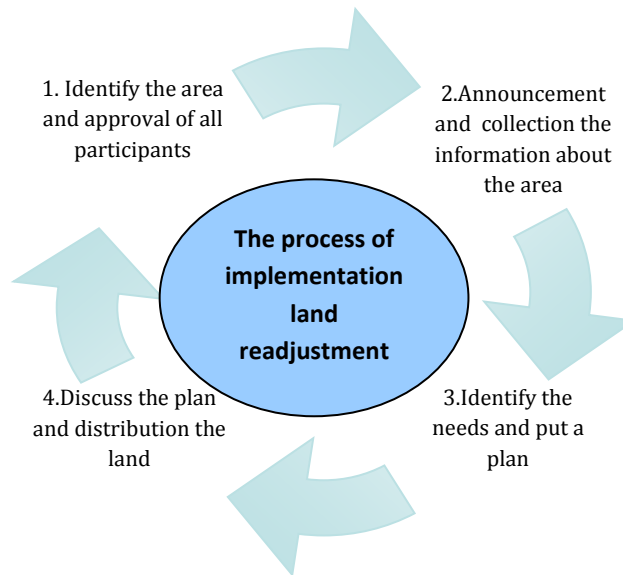 1. Identify the area
and approval of all
participants
2.Announcement
and collection the
information about
the area
The process of
implementation
land
readjustment
3.Identify the
needs and put a
plan
4.Discuss the plan
and distribution the
land